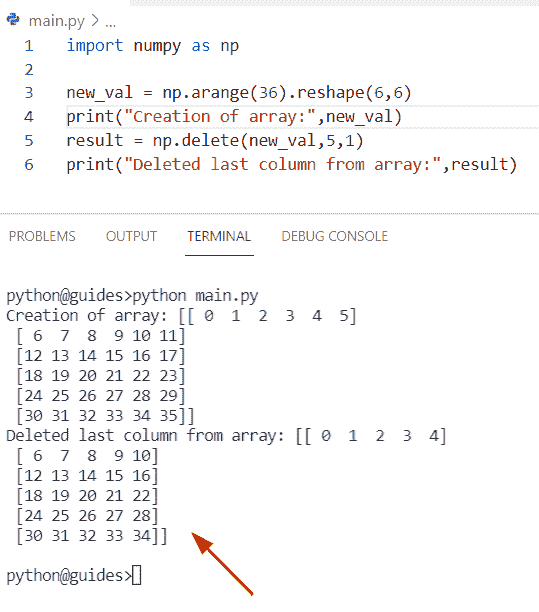 main.py > ...
1 import numpy as np
2
3 new_val = np.arange(36).reshape(6,6)
4 print("Creation of array:",new_val)
5 result = np.delete(new_val,5,1)
6 print("Deleted last column from array:",result)
PROBLEMS OUTPUT TERMINAL DEBUG CONSOLE
python@guides>python main.py
Creation of array: [[ 0  1  2  3  4  5]
 [ 6  7  8  9 10 11]
 [12 13 14 15 16 17]
 [18 19 20 21 22 23]
 [24 25 26 27 28 29]
 [30 31 32 33 34 35]]
Deleted last column from array: [[ 0  1  2  3  4]
 [ 6  7  8  9 10]
 [12 13 14 15 16]
 [18 19 20 21 22]
 [24 25 26 27 28]
 [30 31 32 33 34]]
python@guides>